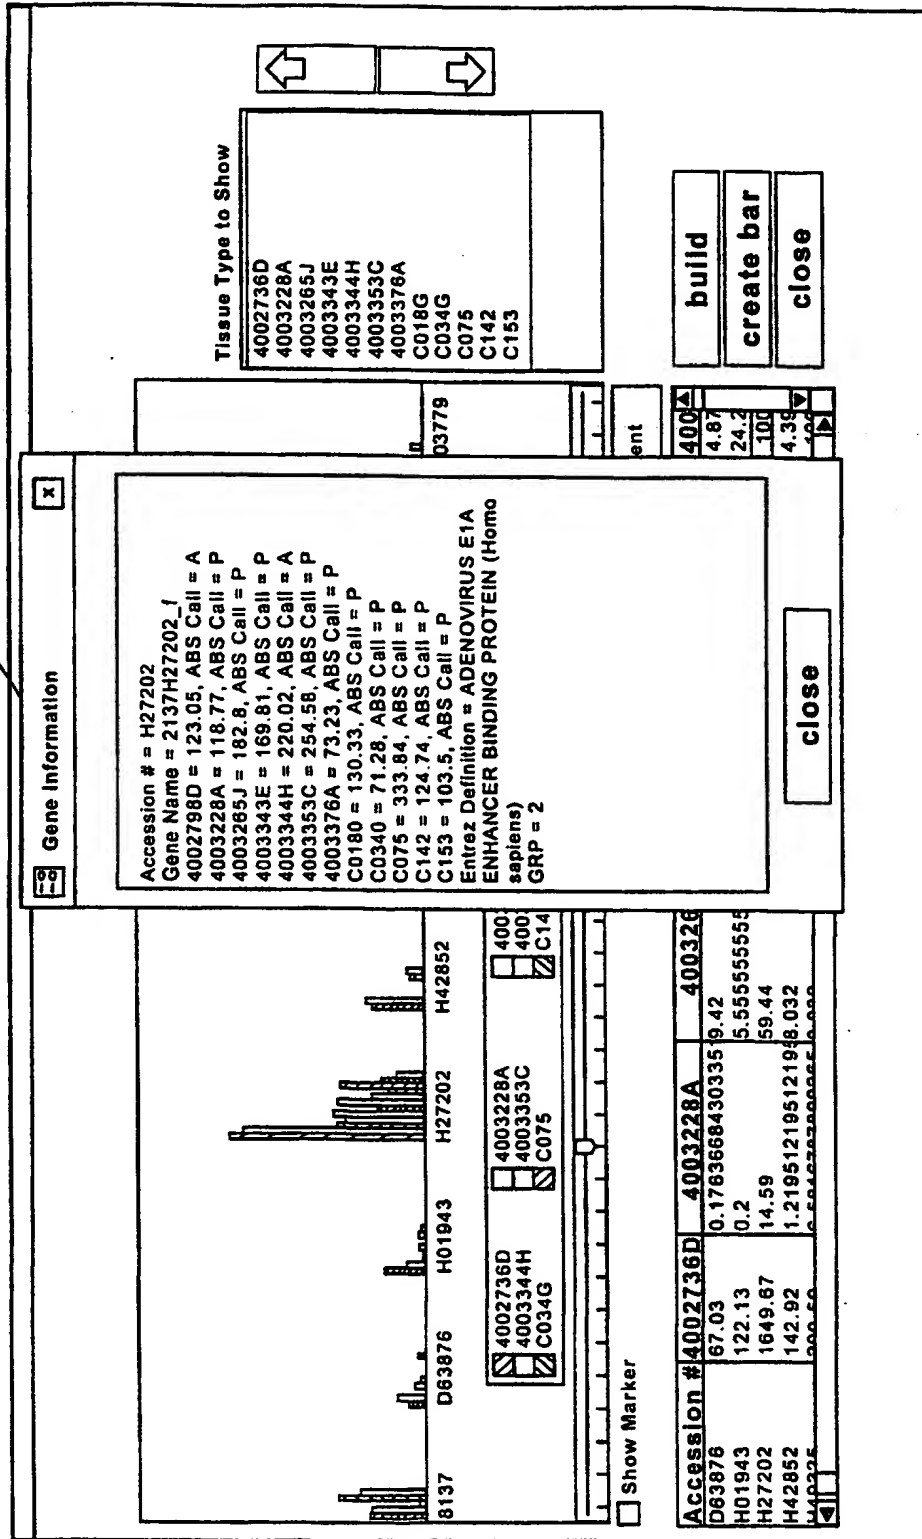 Gene Information
x
Accession # = H27202
Gene Name = 2137H27202_f
4002798D = 123.05, ABS Call = A
4003228A = 118.77, ABS Call = P
4003265J = 182.8, ABS Call = P
4003343E = 169.81, ABS Call = P
4003344H = 220.02, ABS Call = A
4003353C = 254.58, ABS Call = P
4003376A = 73.23, ABS Call = P
C0180 = 130.33, ABS Call = P
C0340 = 71.28, ABS Call = P
C075 = 333.84, ABS Call = P
C142 = 124.74, ABS Call = P
C153 = 103.5, ABS Call = P
Entrez Definition = ADENOVIRUS E1A
ENHANCER BINDING PROTEIN (Homo
sapiens)
GRP = 2
close
Tissue Type to Show
4002736D
4003228A
4003265J
4003343E
4003344H
4003353C
4003376A
C018G
C034G
C075
C142
C153
8137 D63876 H01943 H27202 H42852 03779
4002736D 4003228A
4003344H 4003353C
C034G C075 C14
Show Marker
ent
build
create bar
close
Accession # 4002736D 4003228A 400326 400
D63876 67.03 0.1763668430335 9.42 4.87
H01943 122.13 0.2 5.5555555555 24.2
H27202 1649.67 14.59 59.44 100
H42852 142.92 1.2195121951219 58.032 4.39